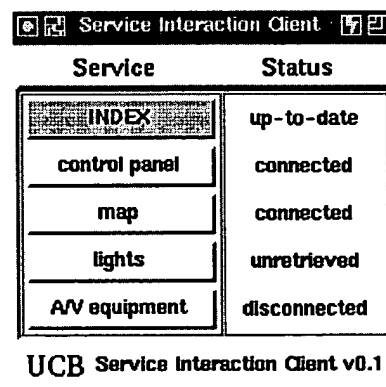 Service Interaction Client
Service Status
INDEX up-to-date
control panel connected
map connected
lights unretrieved
A/V equipment disconnected
UCB Service Interaction Client v0.1